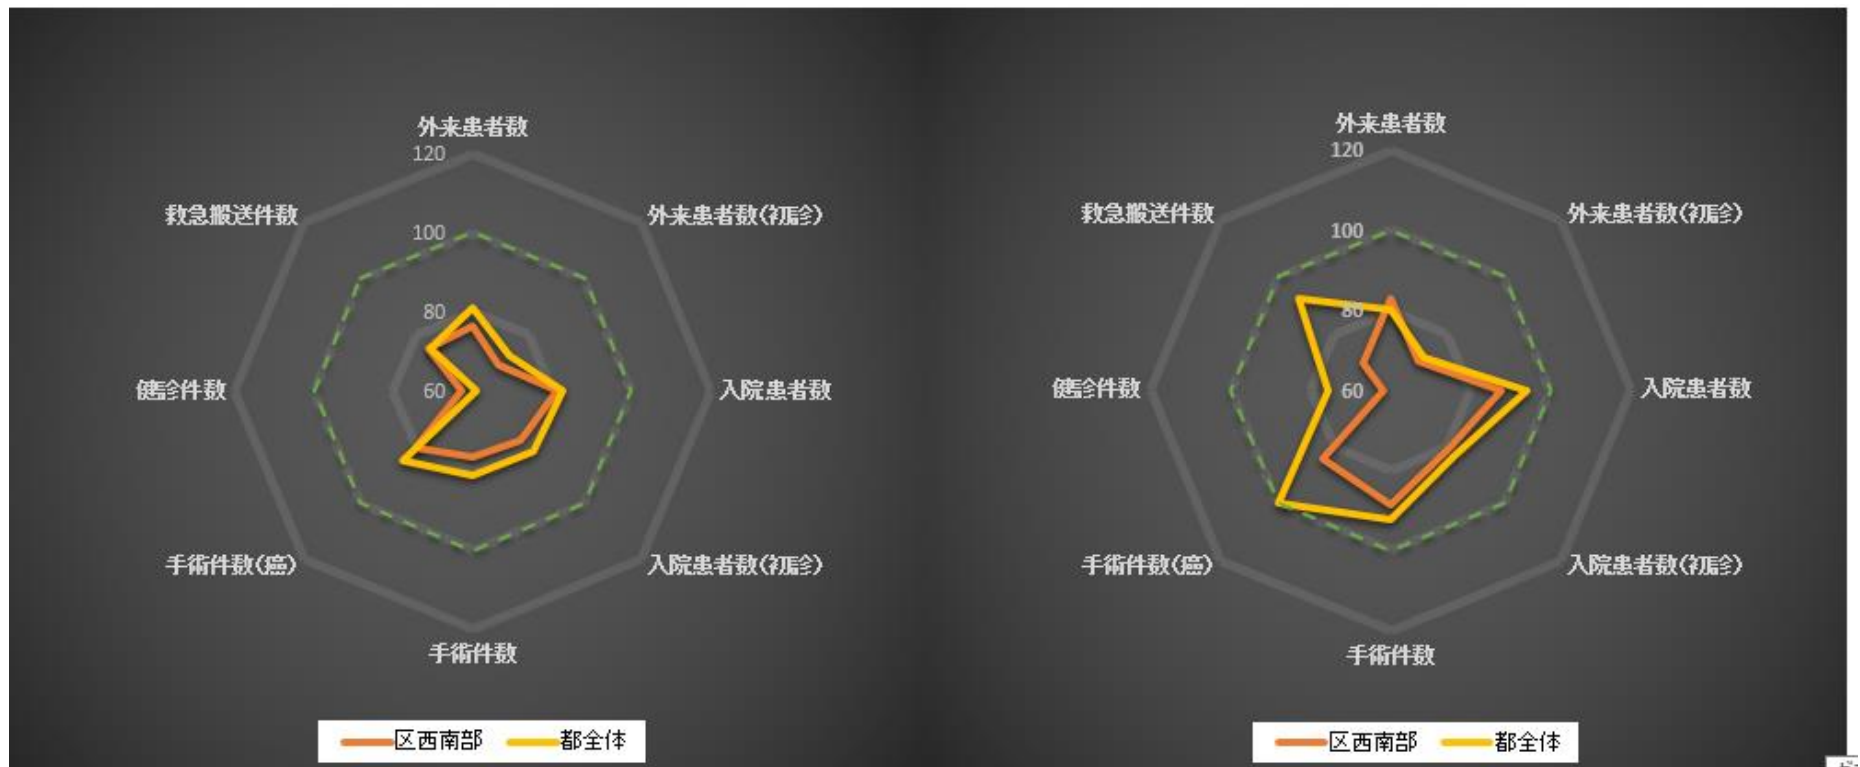 外来患者数
120
救急搬送件数
外来患者数(初診)
100
80
健診件数
60
入院患者数
手術件数(癌)
入院患者数(初診)
手術件数
区西南部
都全体
外来患者数
120
救急搬送件数
外来患者数(初診)
100
80
健診件数
60
入院患者数
手術件数(癌)
入院患者数(初診)
手術件数
区西南部
都全体